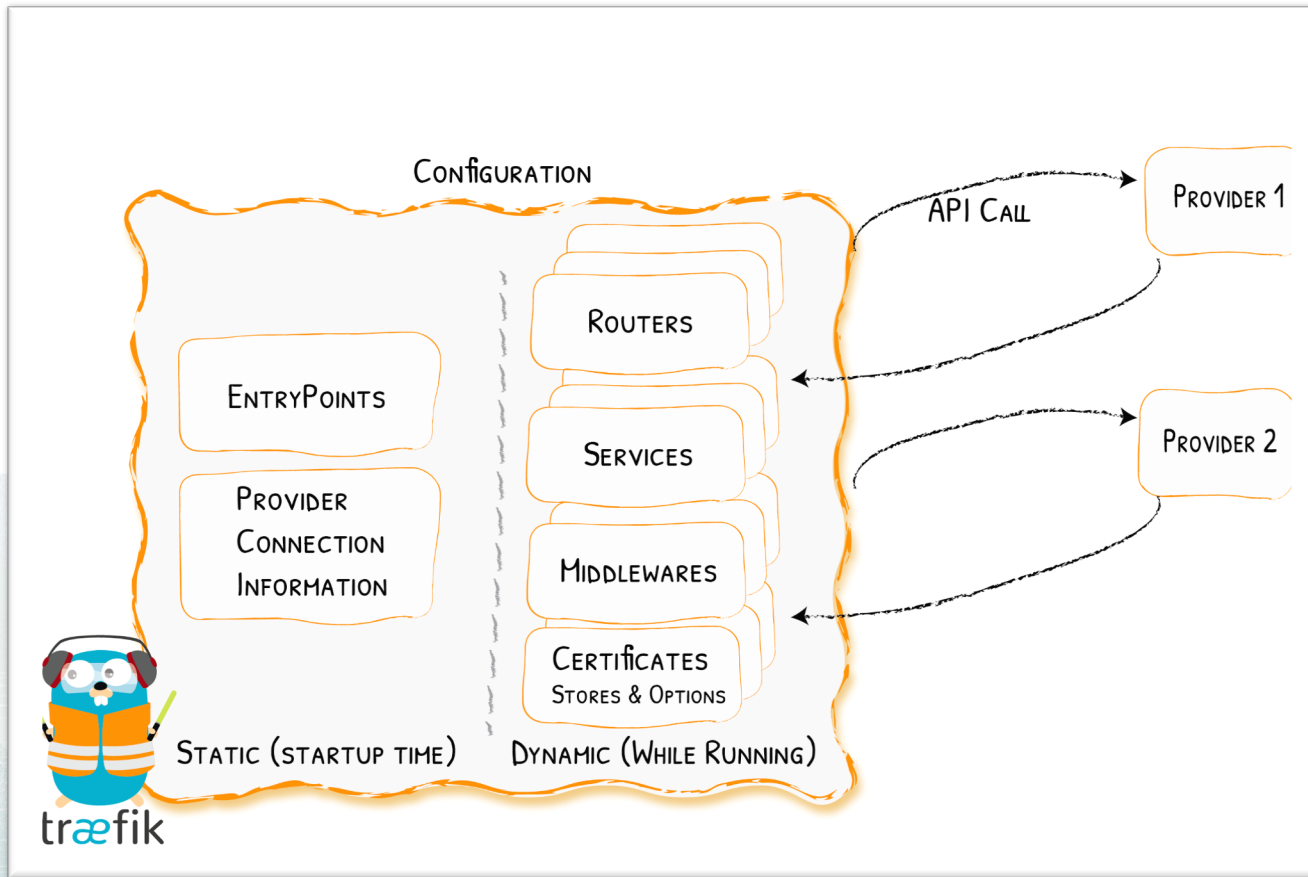 Configuration
API Call
Provider 1
Routers
EntryPoints
Services
Provider 2
Provider
Connection
Information
Middlewares
Certificates
Stores & Options
Static (startup time)
Dynamic (While Running)
træfik